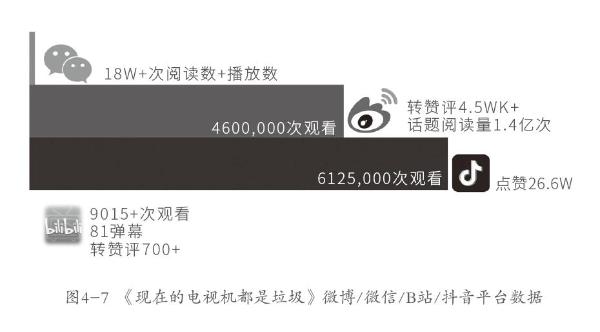 18W+次阅读数+播放数
4600,000次观看
转赞评4.5WK+
话题阅读量1.4亿次
6125,000次观看
点赞26.6W
bilibili
9015+次观看
81弹幕
转赞评700+
图4-7 《现在的电视机都是垃圾》微博/微信/B站/抖音平台数据